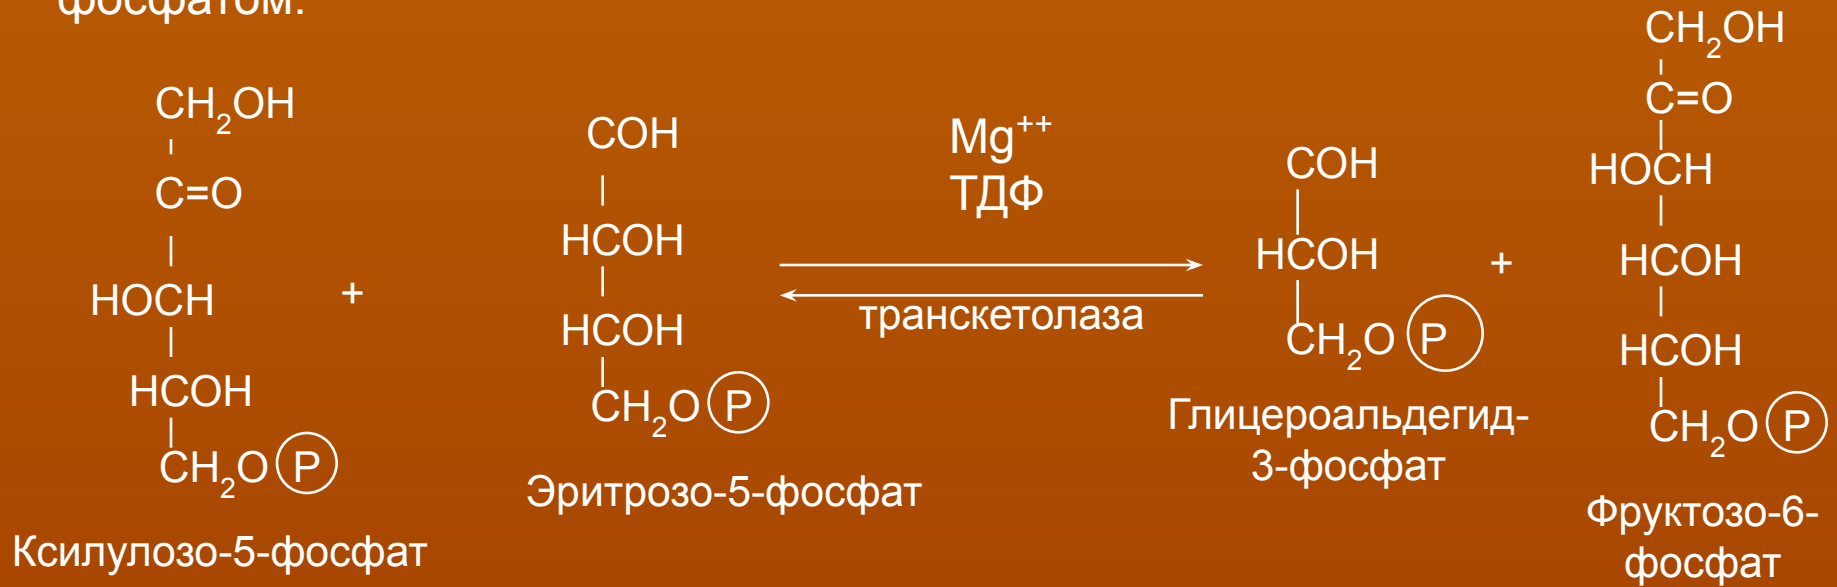 фосфатом:
CH₂OH
C=O
HOCH
HCOH
CH₂O P
Ксилулозо-5-фосфат
+
COH
HCOH
HCOH
CH₂O P
Эритрозо-5-фосфат
Mg⁺⁺
ТДФ
транскетолаза
COH
HCOH
CH₂O P
Глицероальдегид-
3-фосфат
+
CH₂OH
C=O
HOCH
HCOH
HCOH
CH₂O P
Фруктозо-6-
фосфат